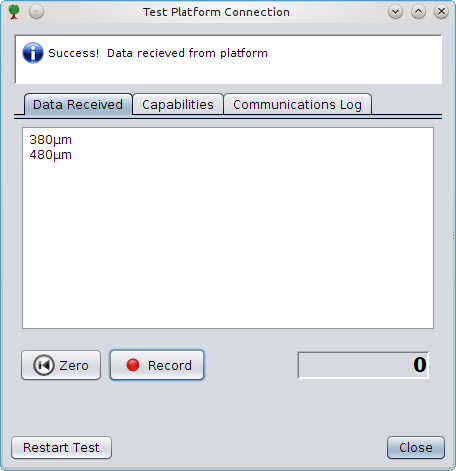 Test Platform Connection
Success!  Data recieved from platform
Data Received Capabilities Communications Log
380µm
480µm
Zero Record 0
Restart Test Close